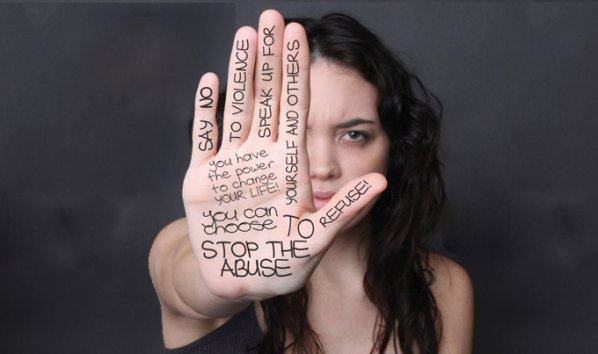 SAY NO
TO VIOLENCE
SPEAK UP FOR
YOURSELF AND OTHERS
you have
the power
to change
YOUR LIFE!
you can
choose
TO
REFUSE!
STOP THE
ABUSE